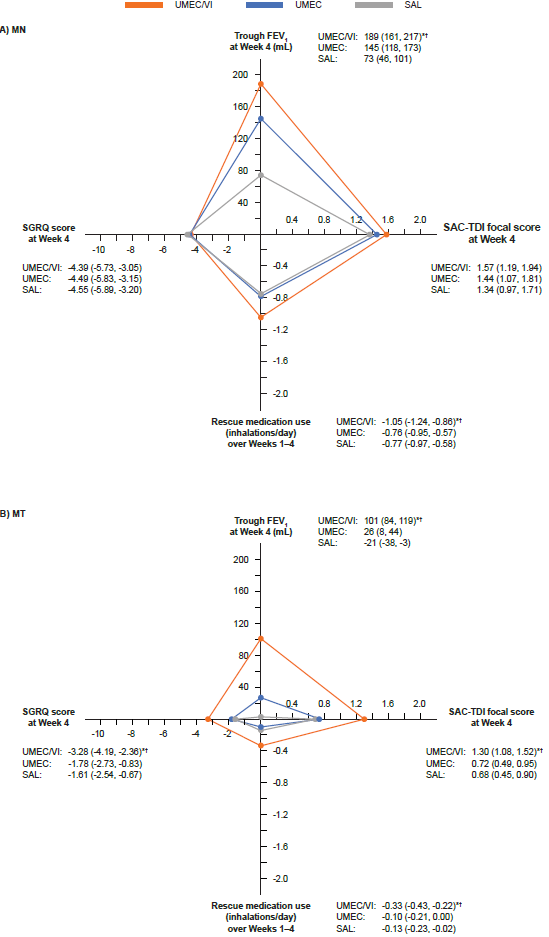 UMEC/VI UMEC SAL
A) MN
Trough FEV1
at Week 4 (mL)
UMEC/VI: 189 (161, 217)*†
UMEC: 145 (118, 173)
SAL: 73 (46, 101)
200
160
120
80
40
0.4 0.8 1.2 1.6 2.0
SGRQ score
at Week 4
-10 -8 -6 -4 -2
SAC-TDI focal score
at Week 4
UMEC/VI: -4.39 (-5.73, -3.05)
UMEC: -4.49 (-5.83, -3.15)
SAL: -4.55 (-5.89, -3.20)
UMEC/VI: 1.57 (1.19, 1.94)
UMEC: 1.44 (1.07, 1.81)
SAL: 1.34 (0.97, 1.71)
-0.4
-0.8
-1.2
-1.6
-2.0
Rescue medication use
(inhalations/day)
over Weeks 1–4
UMEC/VI: -1.05 (-1.24, -0.86)*†
UMEC: -0.76 (-0.95, -0.57)
SAL: -0.77 (-0.97, -0.58)
B) MT
Trough FEV1
at Week 4 (mL)
UMEC/VI: 101 (84, 119)*†
UMEC: 26 (8, 44)
SAL: -21 (-38, -3)
200
160
120
80
40
0.4 0.8 1.2 1.6 2.0
SGRQ score
at Week 4
-10 -8 -6 -4 -2
SAC-TDI focal score
at Week 4
UMEC/VI: -3.28 (-4.19, -2.36)*†
UMEC: -1.78 (-2.73, -0.83)
SAL: -1.61 (-2.54, -0.67)
UMEC/VI: 1.30 (1.08, 1.52)*†
UMEC: 0.72 (0.49, 0.95)
SAL: 0.68 (0.45, 0.90)
-0.4
-0.8
-1.2
-1.6
-2.0
Rescue medication use
(inhalations/day)
over Weeks 1–4
UMEC/VI: -0.33 (-0.43, -0.22)*†
UMEC: -0.10 (-0.21, 0.00)
SAL: -0.13 (-0.23, -0.02)